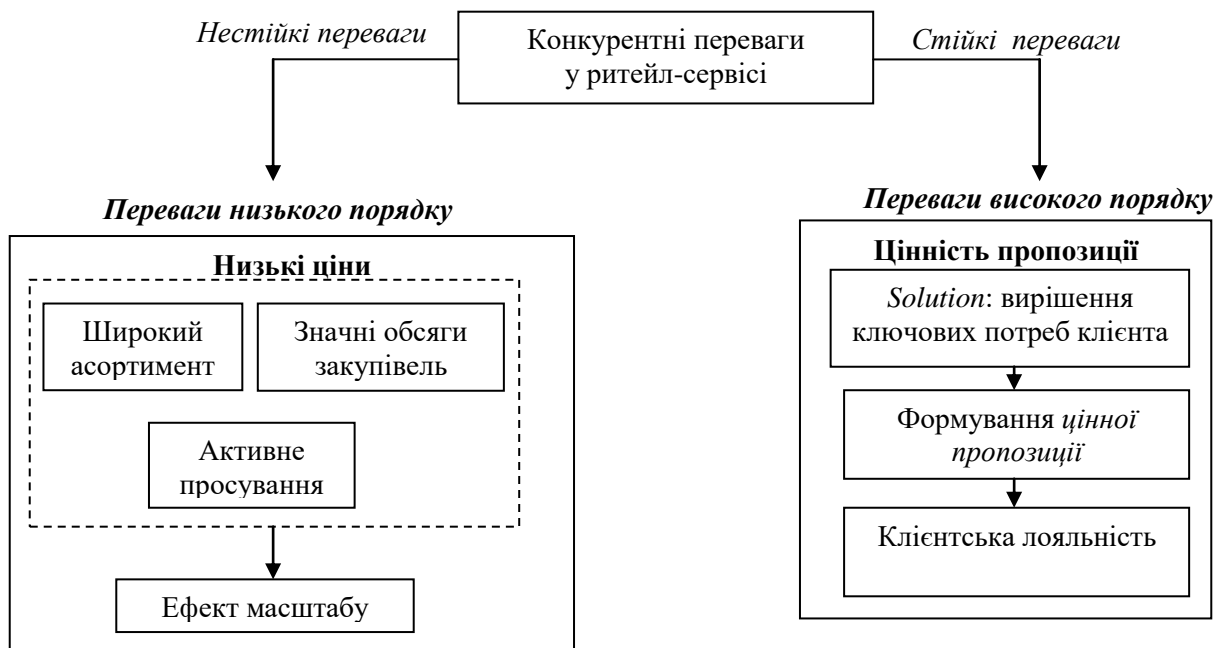 Нестійкі переваги
Конкурентні переваги
у ритейл-сервісі
Стійкі переваги
Переваги низького порядку
Низькі ціни
Широкий
асортимент
Значні обсяги
закупівель
Активне
просування
Ефект масштабу
Переваги високого порядку
Цінність пропозиції
Solution: вирішення
ключових потреб клієнта
Формування цінної
пропозиції
Клієнтська лояльність